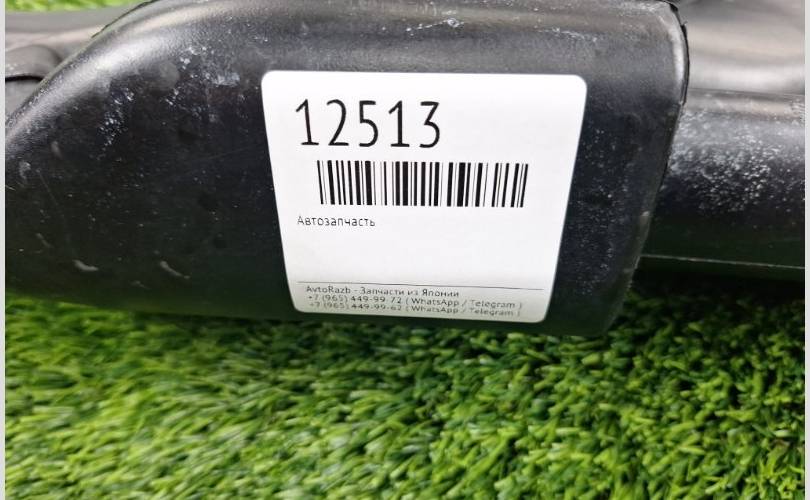 12513
Автозапчасть
AvtoRazb - Запчасти из Японии
+7 (965) 449-99-72 ( WhatsApp / Telegram )
+7 (965) 449-99-62 ( WhatsApp / Telegram )